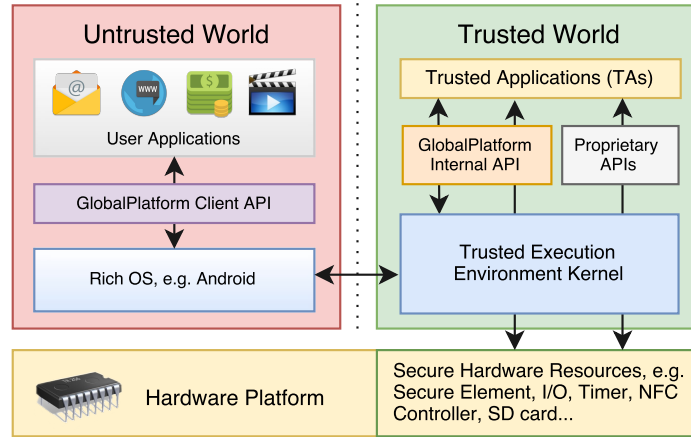 Untrusted World
@
WWW
$
User Applications
GlobalPlatform Client API
Rich OS, e.g. Android
Trusted World
Trusted Applications (TAs)
GlobalPlatform
Internal API
Proprietary
APIs
Trusted Execution
Environment Kernel
Hardware Platform
Secure Hardware Resources, e.g.
Secure Element, I/O, Timer, NFC
Controller, SD card...